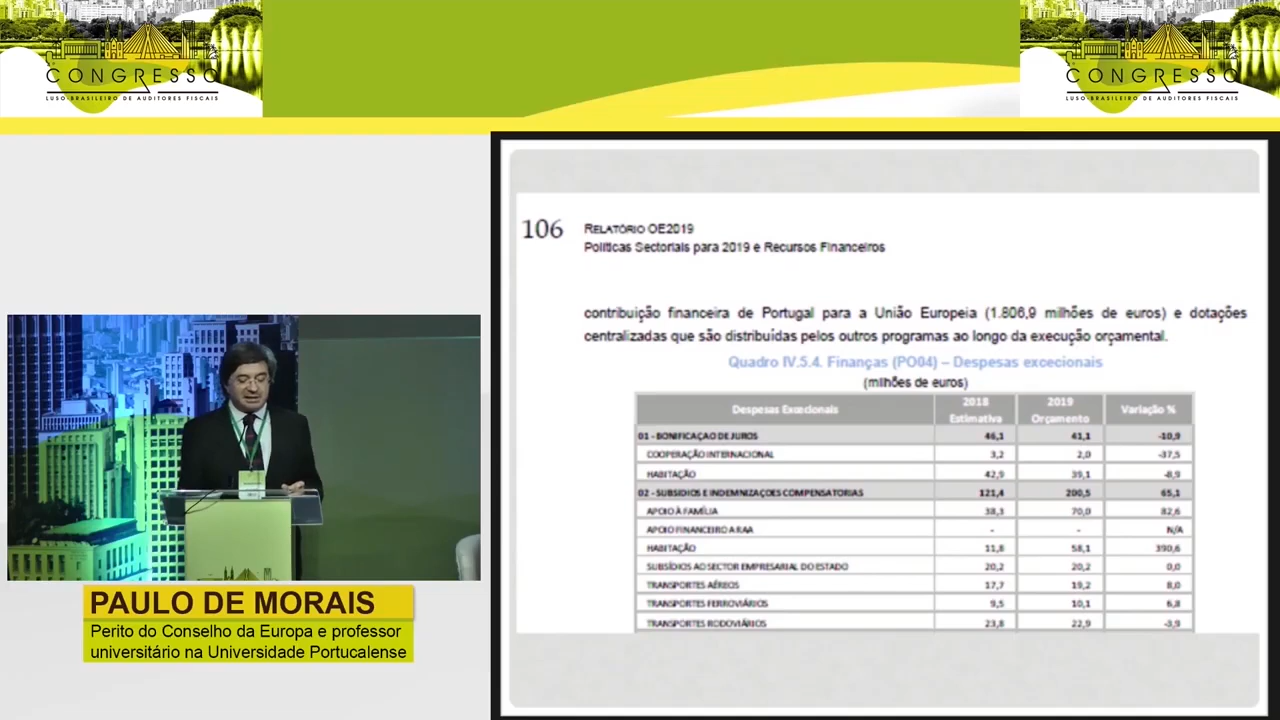 CONGRESSO
LUSO-BRASILEIRO DE AUDITORES FISCAIS
CONGRESSO
LUSO-BRASILEIRO DE AUDITORES FISCAIS
106
RELATÓRIO OE2019
Políticas Sectoriais para 2019 e Recursos Financeiros
contribuição financeira de Portugal para a União Europeia (1.806,9 milhões de euros) e dotações
centralizadas que são distribuídas pelos outros programas ao longo da execução orçamental.
Quadro IV.5.4. Finanças (PO04) – Despesas excecionais
(milhões de euros)
Despesas Excecionais 2018 Estimativa 2019 Orçamento Variação %
01 - BONIFICAÇAO DE JUROS 46,1 41,1 -10,9
COOPERAÇÃO INTERNACIONAL 3,2 2,0 -37,5
HABITAÇÃO 42,9 39,1 -8,9
02 - SUBSIDIOS E INDEMNIZAÇOES COMPENSATORIAS 121,4 200,5 65,1
APOIO À FAMÍLIA 38,3 70,0 82,6
APOIO FINANCEIRO A RAA - - N/A
HABITAÇÃO 11,8 58,1 390,6
SUBSÍDIOS AO SECTOR EMPRESARIAL DO ESTADO 20,2 20,2 0,0
TRANSPORTES AÉREOS 17,7 19,2 8,0
TRANSPORTES FERROVIÁRIOS 9,5 10,1 6,8
TRANSPORTES RODOVIÁRIOS 23,8 22,9 -3,9
PAULO DE MORAIS
Perito do Conselho da Europa e professor
universitário na Universidade Portucalense